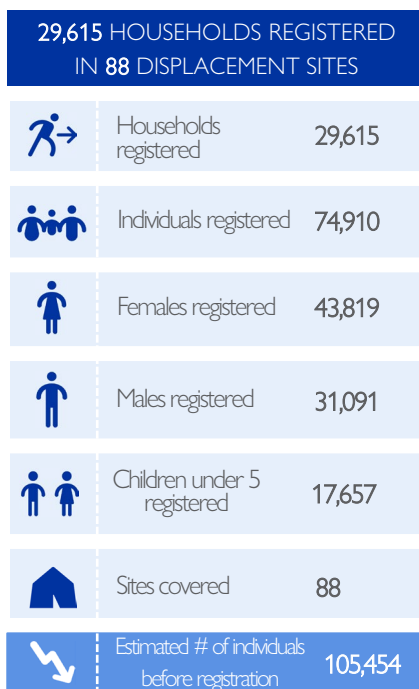 29,615 HOUSEHOLDS REGISTERED
IN 88 DISPLACEMENT SITES
Households
registered
29,615
Individuals registered 74,910
Females registered 43,819
Males registered 31,091
Children under 5
registered
17,657
Sites covered 88
Estimated # of individuals
before registration
105,454